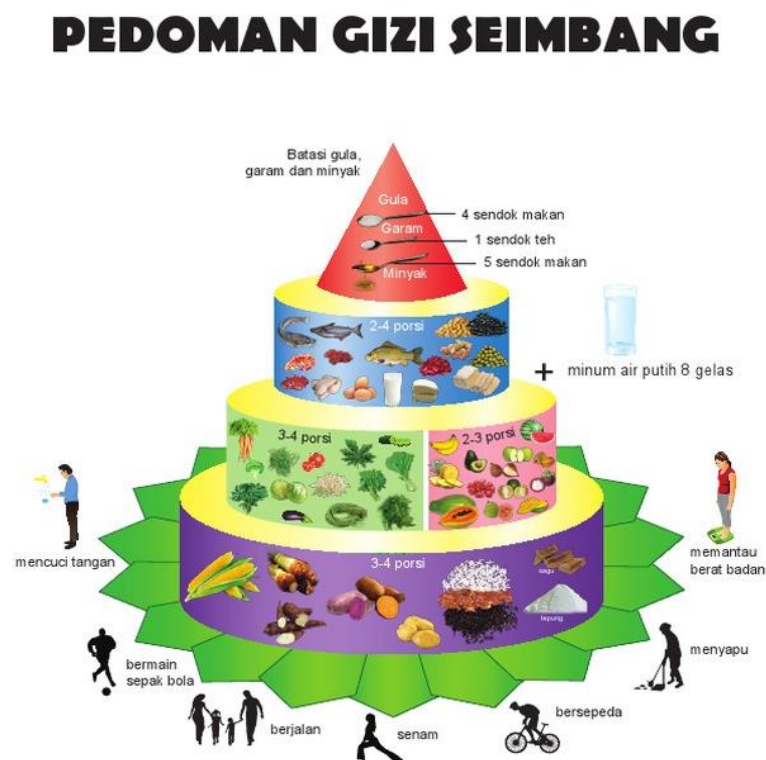 PEDOMAN GIZI SEIMBANG
Batasi gula,
garam dan minyak
Gula
4 sendok makan
Garam
1 sendok teh
5 sendok makan
Minyak
2-4 porsi
+ minum air putih 8 gelas
3-4 porsi
2-3 porsi
3-4 porsi
sagu
tepung
mencuci tangan
memantau
berat badan
bermain
sepak bola
menyapu
berjalan
senam
bersepeda